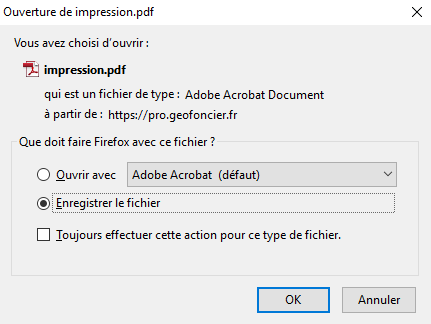 Ouverture de impression.pdf
Vous avez choisi d'ouvrir :
impression.pdf
qui est un fichier de type : Adobe Acrobat Document
à partir de : https://pro.geofoncier.fr
Que doit faire Firefox avec ce fichier ?
Ouvrir avec Adobe Acrobat (défaut)
Enregistrer le fichier
Toujours effectuer cette action pour ce type de fichier.
OK Annuler